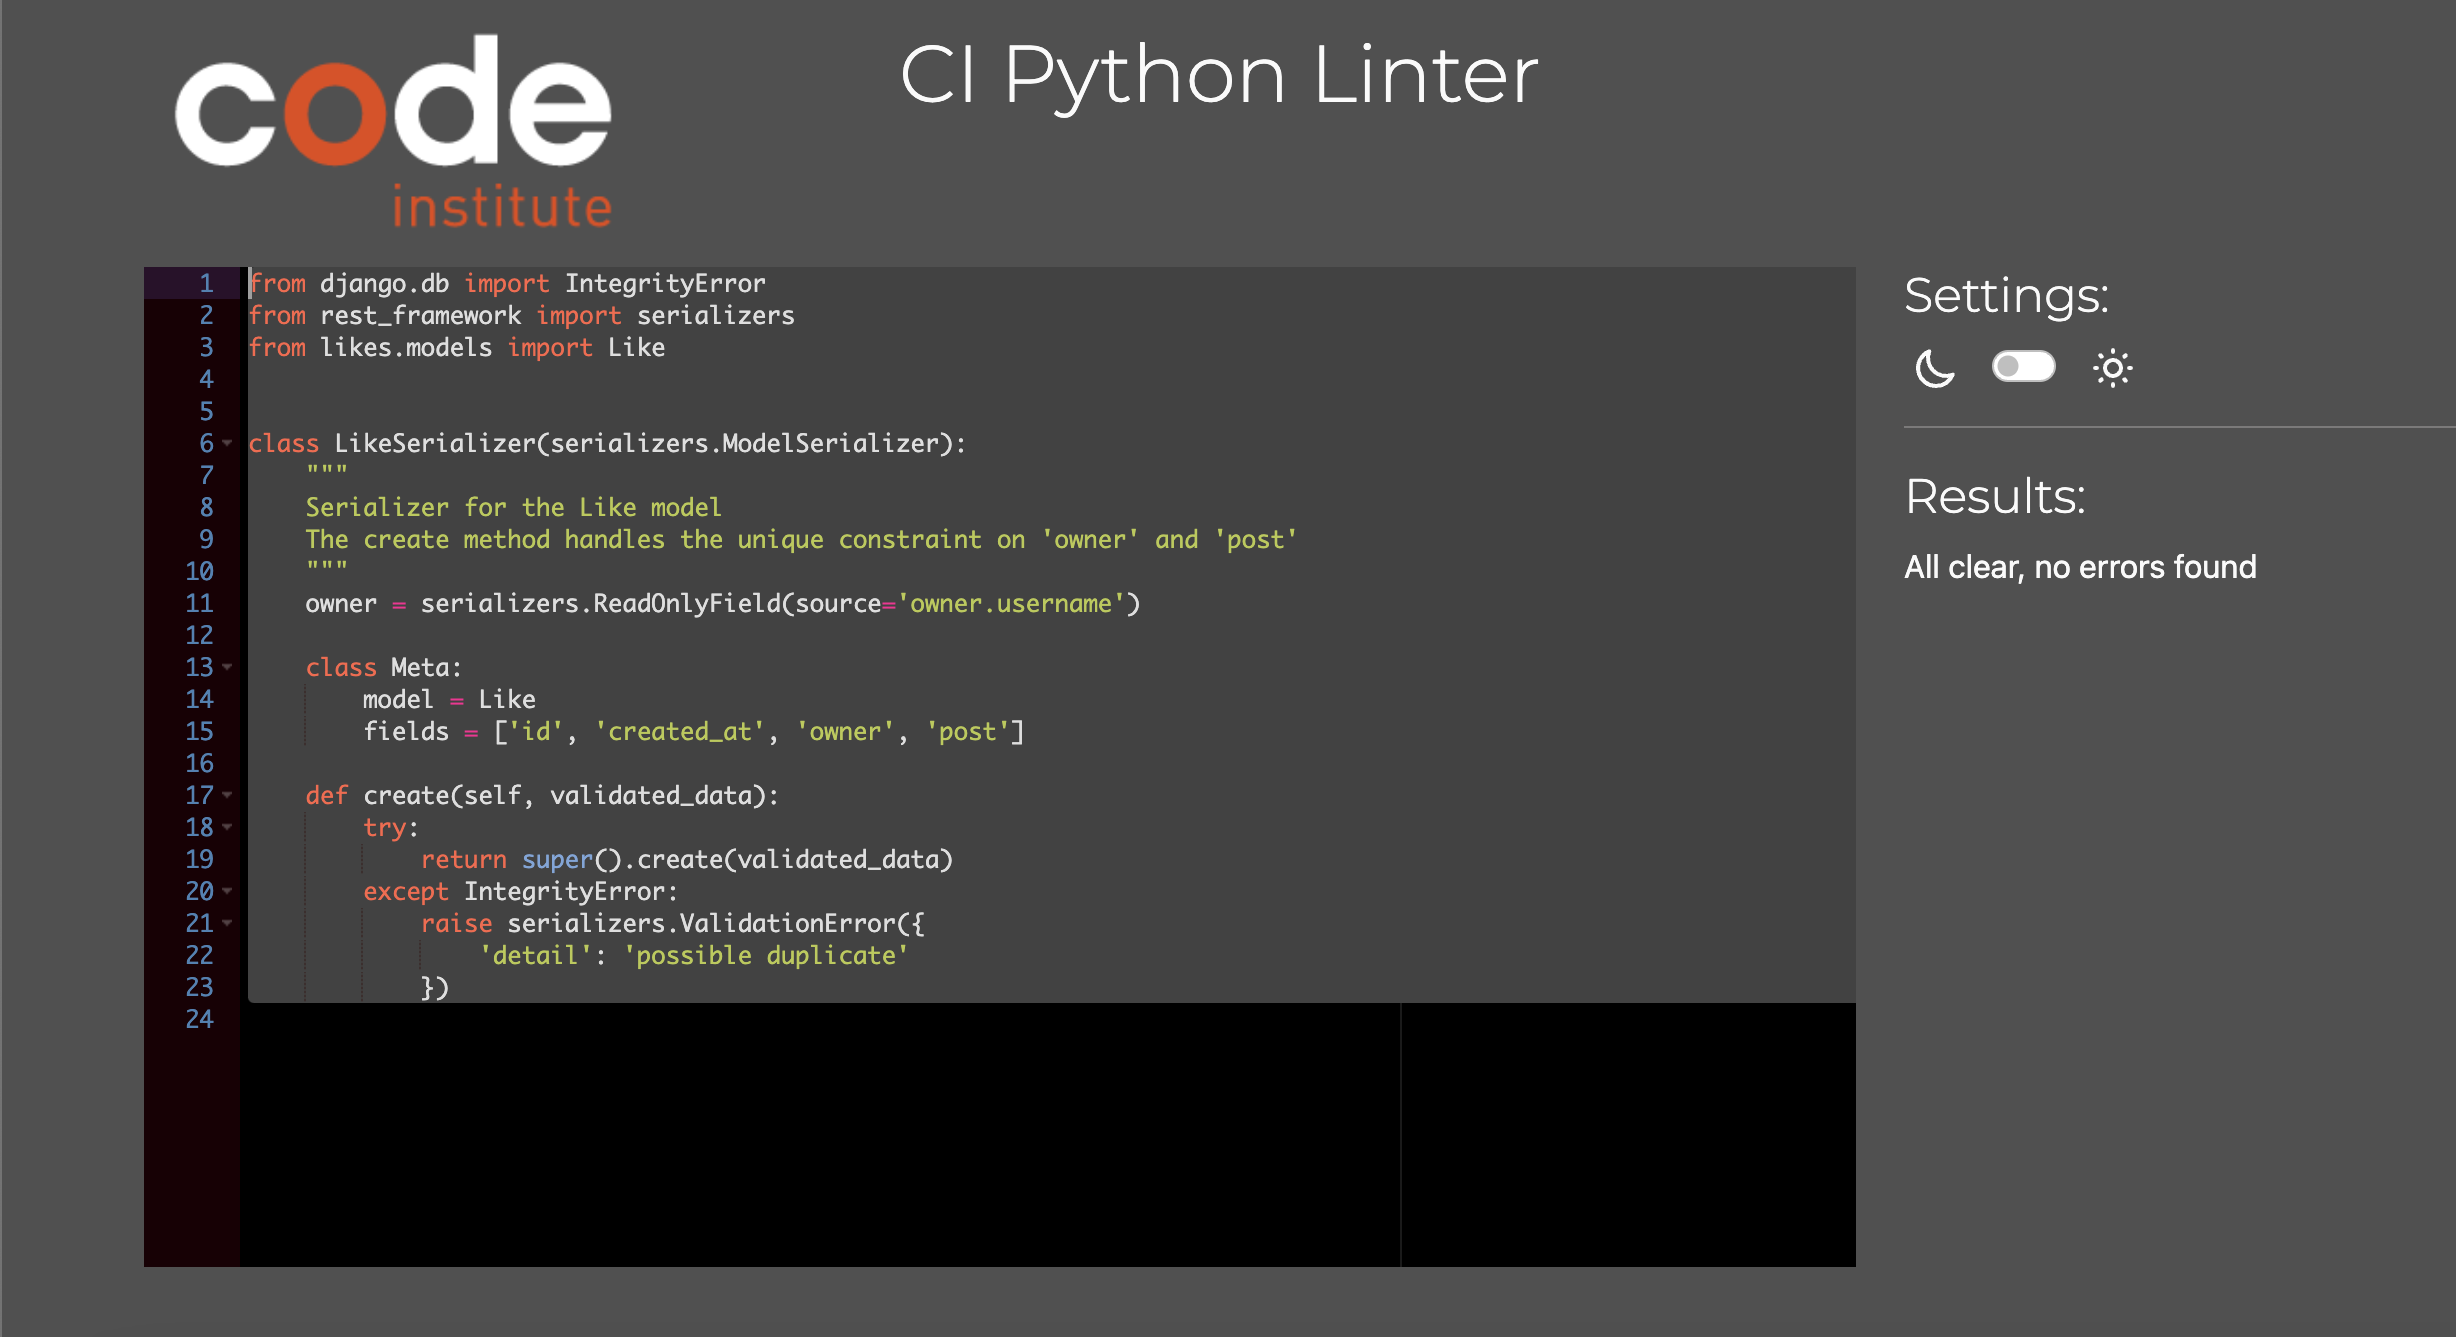 code
institute
CI Python Linter
1 from django.db import IntegrityError
2 from rest_framework import serializers
3 from likes.models import Like
4
5
6 class LikeSerializer(serializers.ModelSerializer):
7     """
8     Serializer for the Like model
9     The create method handles the unique constraint on 'owner' and 'post'
10     """
11     owner = serializers.ReadOnlyField(source='owner.username')
12
13     class Meta:
14         model = Like
15         fields = ['id', 'created_at', 'owner', 'post']
16
17     def create(self, validated_data):
18         try:
19             return super().create(validated_data)
20         except IntegrityError:
21             raise serializers.ValidationError({
22                 'detail': 'possible duplicate'
23             })
24
Settings:
Results:
All clear, no errors found